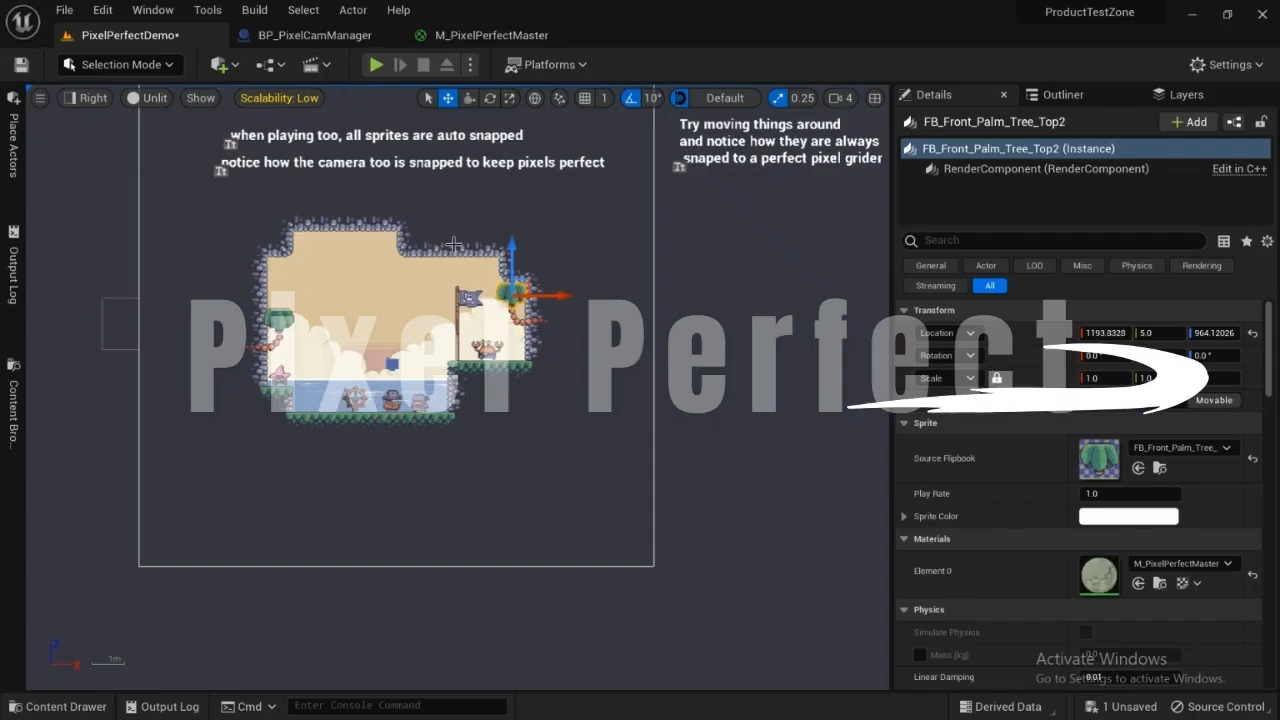 File Edit Window Tools Build Select Actor Help
ProductTestZone
PixelPerfectDemo* BP_PixelCamManager M_PixelPerfectMaster
Selection Mode Platforms Settings
Right Unlit Show Scalability: Low 1 10° Default 0.25 4
Details Outliner Layers
FB_Front_Palm_Tree_Top2 Add
FB_Front_Palm_Tree_Top2 (Instance)
RenderComponent (RenderComponent) Edit in C++
Search
General Actor LOD Misc Physics Rendering
Streaming All
Place Actors
Output Log
Content Bro...
when playing too, all sprites are auto snapped
notice how the camera too is snapped to keep pixels perfect
Try moving things around
and notice how they are always
snaped to a perfect pixel grider
Pixel Perfect
Transform
Location 1193.8328 5.0 964.12026
Rotation 0.0° 0.0°
Scale 1.0 1.0
Movable
Sprite
Source Flipbook FB_Front_Palm_Tree_
Play Rate 1.0
Sprite Color
Materials
Element 0 M_PixelPerfectMaster
Physics
Simulate Physics
Mass (kg) 0.0
Linear Damping 0.01
Activate Windows
Go to Settings to activate Windows.
Z
X
1m
Content Drawer Output Log Cmd Enter Console Command Derived Data 1 Unsaved Source Control